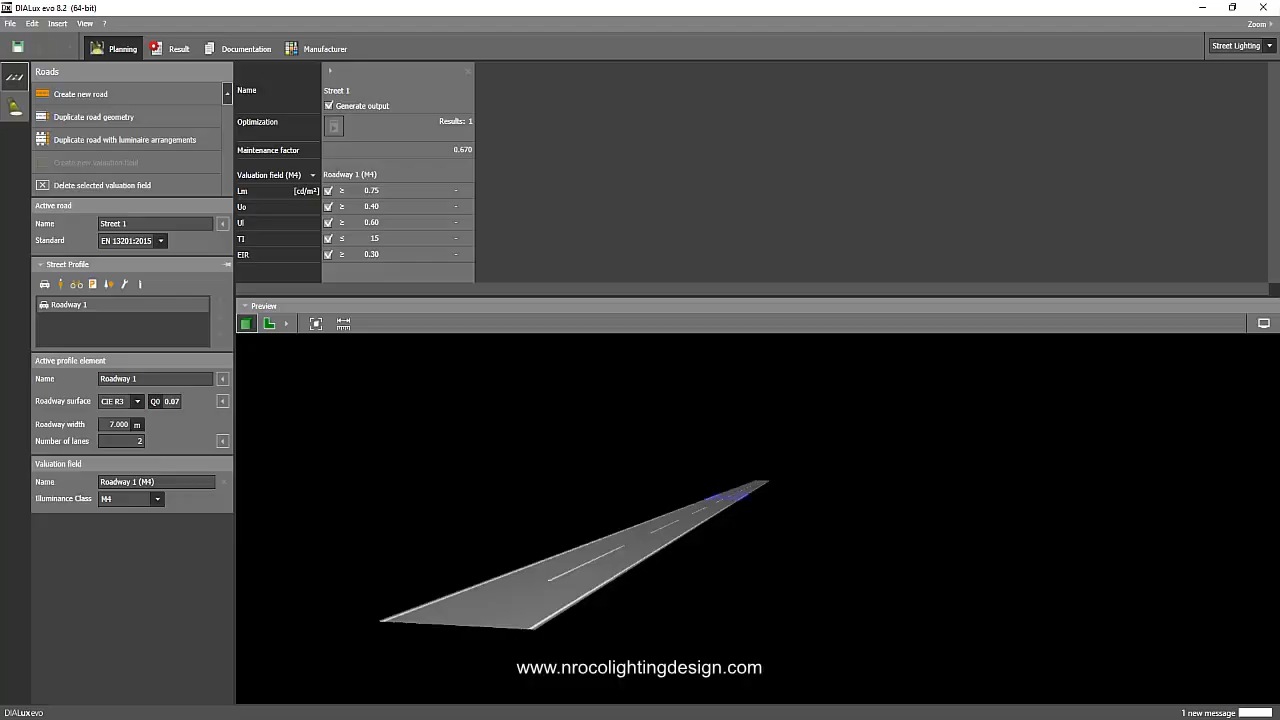 DIALux evo 8.2 (64-bit)
File Edit Insert View ?
Zoom
Planning Result Documentation Manufacturer
Street Lighting
Roads
Create new road
Duplicate road geometry
Duplicate road with luminaire arrangements
Create new valuation field
Delete selected valuation field
Active road
Name Street 1
Standard EN 13201:2015
Street Profile
Roadway 1
Active profile element
Name Roadway 1
Roadway surface CIE R3 Q0 0.07
Roadway width 7.000 m
Number of lanes 2
Valuation field
Name Roadway 1 (M4)
Illuminance Class M4
Name Street 1
Generate output
Optimization Results: 1
Maintenance factor 0.670
Valuation field (M4) Roadway 1 (M4)
Lm [cd/m²] ≥ 0.75 -
Uo ≥ 0.40 -
UI ≥ 0.60 -
TI ≤ 15 -
EIR ≥ 0.30 -
Preview
www.nrocolightingdesign.com
DIALux evo
1 new message